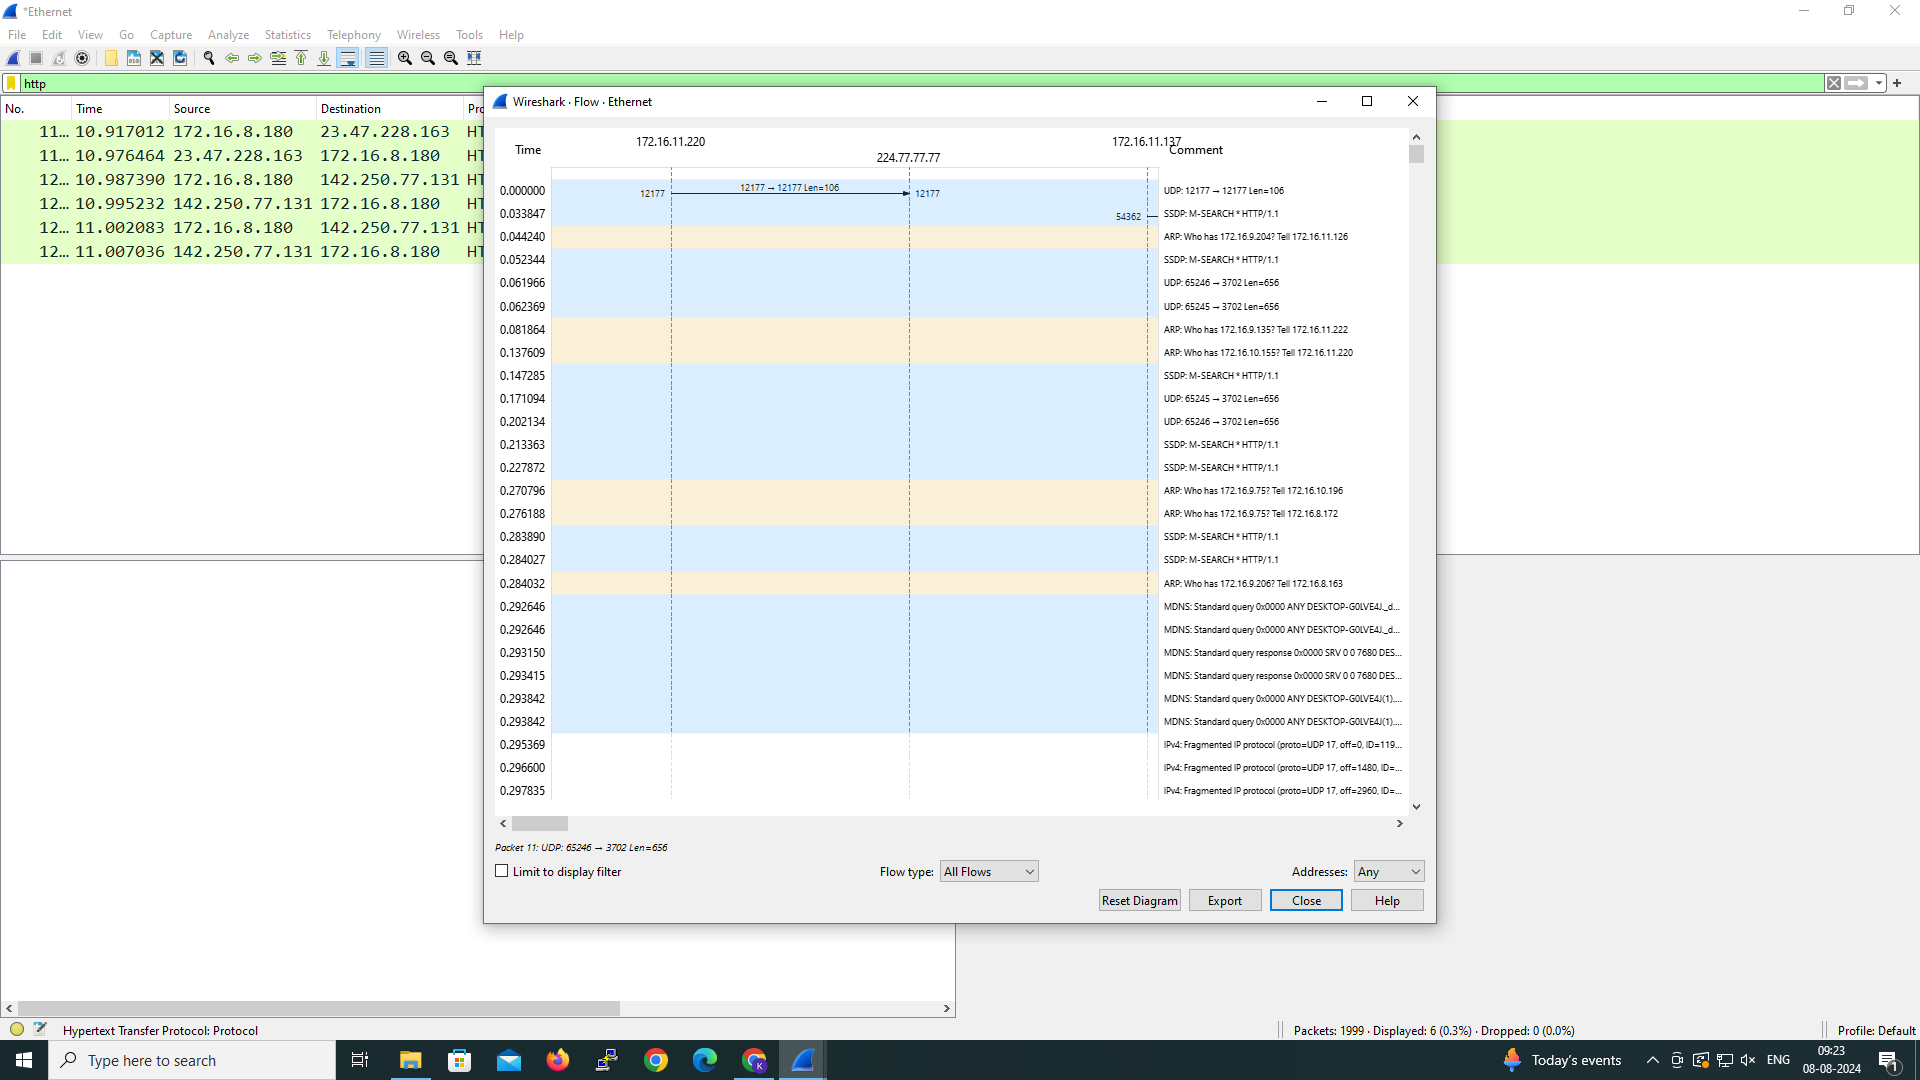 *Ethernet
File Edit View Go Capture Analyze Statistics Telephony Wireless Tools Help
http
No. Time Source Destination Pro
11... 10.917012 172.16.8.180 23.47.228.163 HT
11... 10.976464 23.47.228.163 172.16.8.180 HT
12... 10.987390 172.16.8.180 142.250.77.131 HT
12... 10.995232 142.250.77.131 172.16.8.180 HT
12... 11.002083 172.16.8.180 142.250.77.131 HT
12... 11.007036 142.250.77.131 172.16.8.180 HT
Wireshark · Flow · Ethernet
172.16.11.220 172.16.11.137
Time 224.77.77.77 Comment
0.000000 12177 12177 → 12177 Len=106 12177 UDP: 12177 → 12177 Len=106
0.033847 54362 SSDP: M-SEARCH * HTTP/1.1
0.044240 ARP: Who has 172.16.9.204? Tell 172.16.11.126
0.052344 SSDP: M-SEARCH * HTTP/1.1
0.061966 UDP: 65246 → 3702 Len=656
0.062369 UDP: 65245 → 3702 Len=656
0.081864 ARP: Who has 172.16.9.135? Tell 172.16.11.222
0.137609 ARP: Who has 172.16.10.155? Tell 172.16.11.220
0.147285 SSDP: M-SEARCH * HTTP/1.1
0.171094 UDP: 65245 → 3702 Len=656
0.202134 UDP: 65246 → 3702 Len=656
0.213363 SSDP: M-SEARCH * HTTP/1.1
0.227872 SSDP: M-SEARCH * HTTP/1.1
0.270796 ARP: Who has 172.16.9.75? Tell 172.16.10.196
0.276188 ARP: Who has 172.16.9.75? Tell 172.16.8.172
0.283890 SSDP: M-SEARCH * HTTP/1.1
0.284027 SSDP: M-SEARCH * HTTP/1.1
0.284032 ARP: Who has 172.16.9.206? Tell 172.16.8.163
0.292646 MDNS: Standard query 0x0000 ANY DESKTOP-G0LVE4J._d...
0.292646 MDNS: Standard query 0x0000 ANY DESKTOP-G0LVE4J._d...
0.293150 MDNS: Standard query response 0x0000 SRV 0 0 7680 DES...
0.293415 MDNS: Standard query response 0x0000 SRV 0 0 7680 DES...
0.293842 MDNS: Standard query 0x0000 ANY DESKTOP-G0LVE4J(1)....
0.293842 MDNS: Standard query 0x0000 ANY DESKTOP-G0LVE4J(1)....
0.295369 IPv4: Fragmented IP protocol (proto=UDP 17, off=0, ID=119...
0.296600 IPv4: Fragmented IP protocol (proto=UDP 17, off=1480, ID=...
0.297835 IPv4: Fragmented IP protocol (proto=UDP 17, off=2960, ID=...
Packet 11: UDP: 65246 → 3702 Len=656
Limit to display filter Flow type: All Flows Addresses: Any
Reset Diagram Export Close Help
Hypertext Transfer Protocol: Protocol Packets: 1999 · Displayed: 6 (0.3%) · Dropped: 0 (0.0%) Profile: Default
Type here to search Today's events ENG 09:23
08-08-2024
1